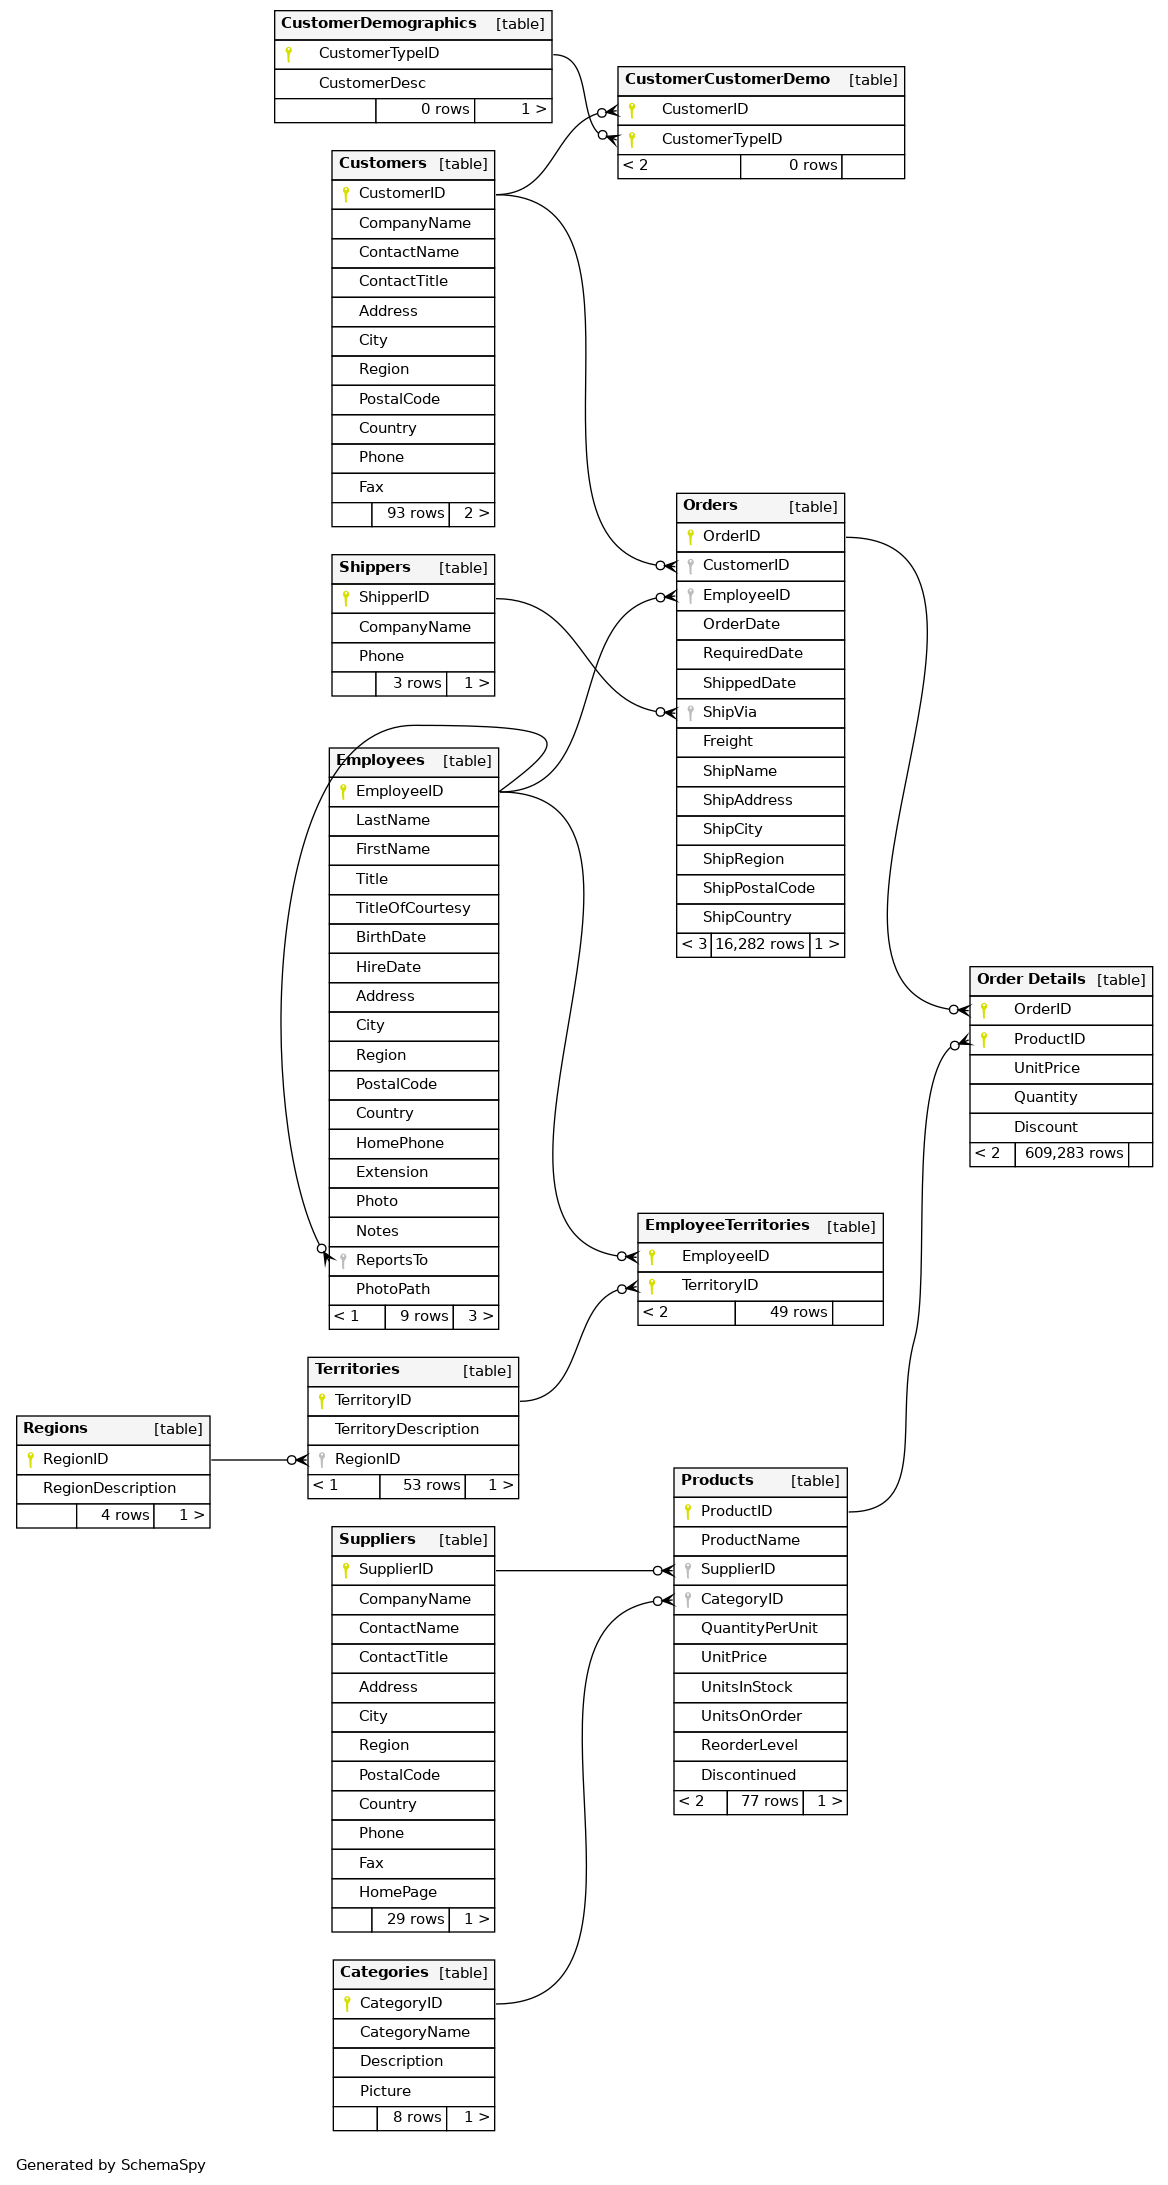 CustomerDemographics [table]
CustomerTypeID
CustomerDesc
0 rows 1 >
CustomerCustomerDemo [table]
CustomerID
CustomerTypeID
< 2 0 rows
Customers [table]
CustomerID
CompanyName
ContactName
ContactTitle
Address
City
Region
PostalCode
Country
Phone
Fax
93 rows 2 >
Orders [table]
OrderID
CustomerID
EmployeeID
OrderDate
RequiredDate
ShippedDate
ShipVia
Freight
ShipName
ShipAddress
ShipCity
ShipRegion
ShipPostalCode
ShipCountry
< 3 16,282 rows 1 >
Shippers [table]
ShipperID
CompanyName
Phone
3 rows 1 >
Employees [table]
EmployeeID
LastName
FirstName
Title
TitleOfCourtesy
BirthDate
HireDate
Address
City
Region
PostalCode
Country
HomePhone
Extension
Photo
Notes
ReportsTo
PhotoPath
< 1 9 rows 3 >
Order Details [table]
OrderID
ProductID
UnitPrice
Quantity
Discount
< 2 609,283 rows
EmployeeTerritories [table]
EmployeeID
TerritoryID
< 2 49 rows
Territories [table]
TerritoryID
TerritoryDescription
RegionID
< 1 53 rows 1 >
Regions [table]
RegionID
RegionDescription
4 rows 1 >
Products [table]
ProductID
ProductName
SupplierID
CategoryID
QuantityPerUnit
UnitPrice
UnitsInStock
UnitsOnOrder
ReorderLevel
Discontinued
< 2 77 rows 1 >
Suppliers [table]
SupplierID
CompanyName
ContactName
ContactTitle
Address
City
Region
PostalCode
Country
Phone
Fax
HomePage
29 rows 1 >
Categories [table]
CategoryID
CategoryName
Description
Picture
8 rows 1 >
Generated by SchemaSpy